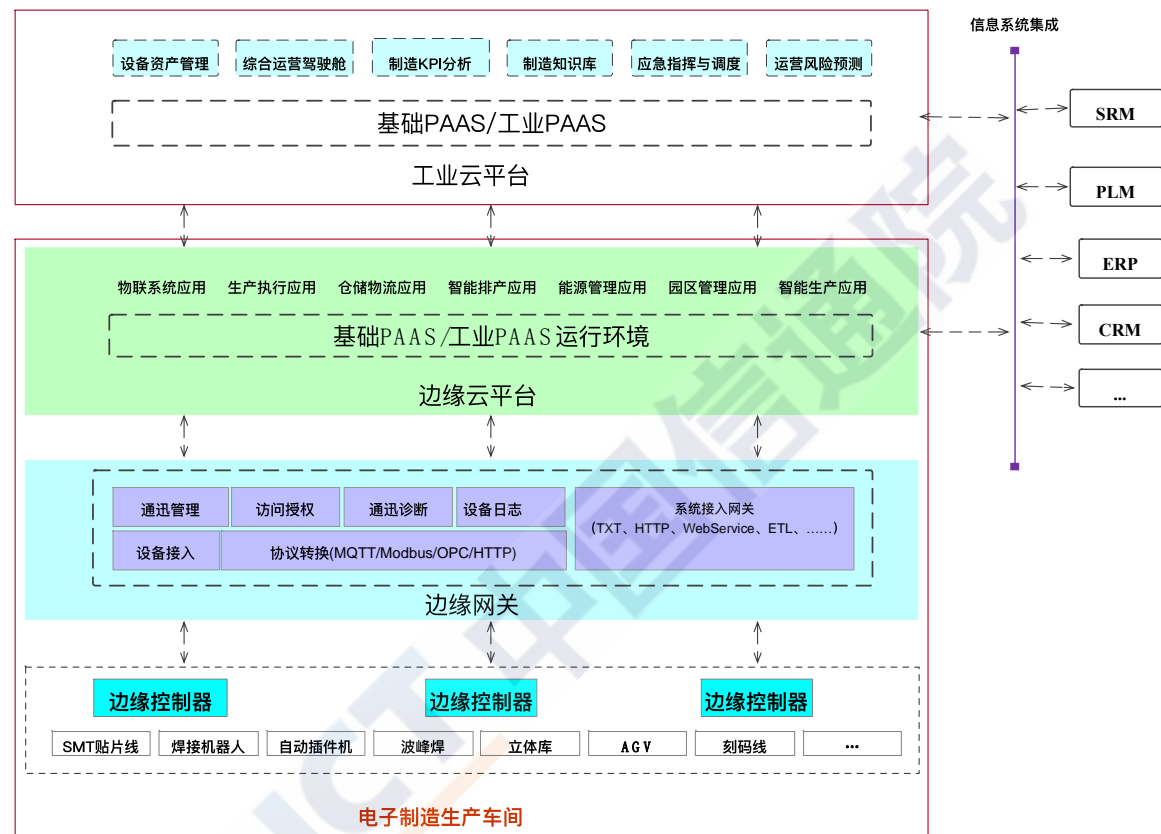 信息系统集成
设备资产管理
综合运营驾驶舱
制造KPI分析
制造知识库
应急指挥与调度
运营风险预测
基础PAAS/工业PAAS
工业云平台
SRM
PLM
ERP
CRM
...
物联系统应用
生产执行应用
仓储物流应用
智能排产应用
能源管理应用
园区管理应用
智能生产应用
基础PAAS/工业PAAS运行环境
边缘云平台
通迅管理
访问授权
通迅诊断
设备日志
系统接入网关
(TXT、HTTP、WebService、ETL、……)
设备接入
协议转换(MQTT/Modbus/OPC/HTTP)
边缘网关
边缘控制器
边缘控制器
边缘控制器
SMT贴片线
焊接机器人
自动插件机
波峰焊
立体库
AGV
刻码线
...
电子制造生产车间
ICT 中国信通院